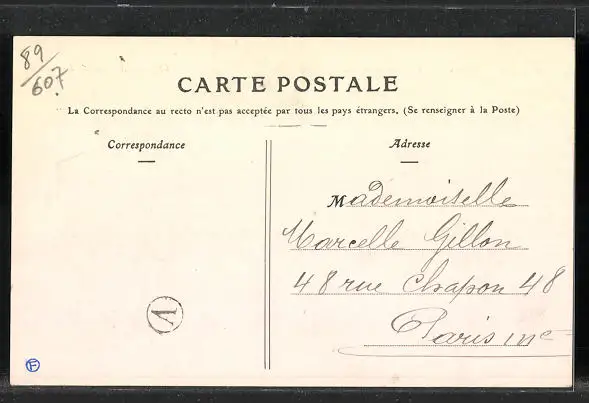 89/607
CARTE POSTALE
La Correspondance au recto n'est pas acceptée par tous les pays étrangers. (Se renseigner à la Poste)
Correspondance
Adresse
Mademoiselle
Marcelle Gillon
48 rue Chapon 48
Paris IIIe
A
F